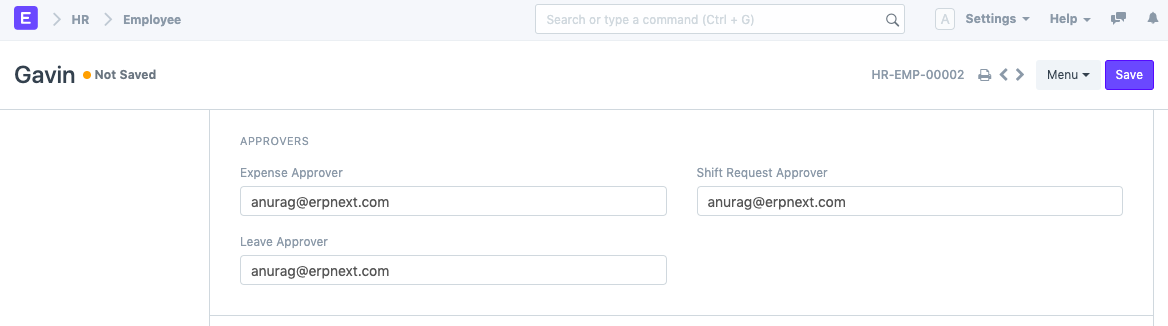 E HR Employee Search or type a command (Ctrl + G) A Settings Help
Gavin Not Saved HR-EMP-00002 Menu Save
APPROVERS
Expense Approver Shift Request Approver
anurag@erpnext.com anurag@erpnext.com
Leave Approver
anurag@erpnext.com